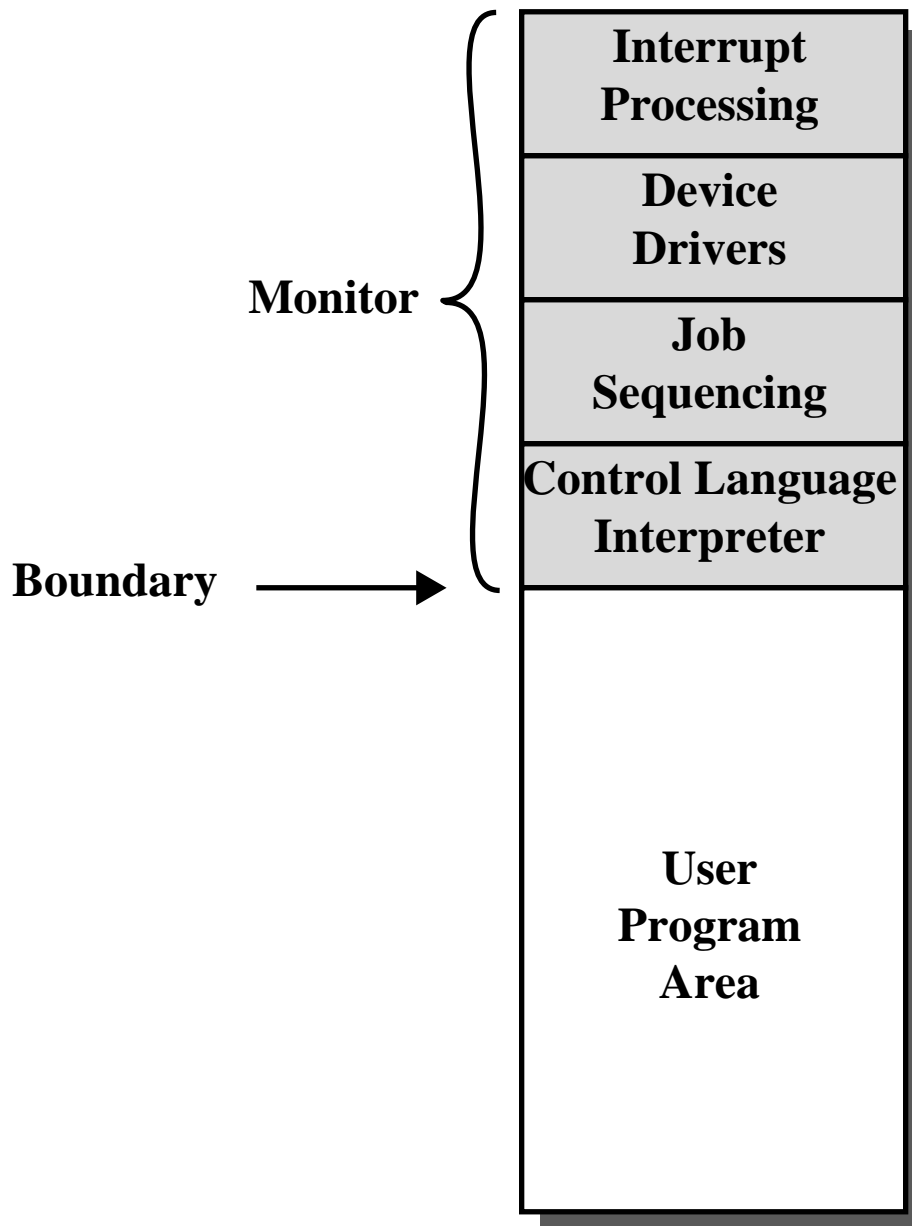 Interrupt
Processing
Device
Drivers
Monitor
Job
Sequencing
Control Language
Interpreter
Boundary
User
Program
Area